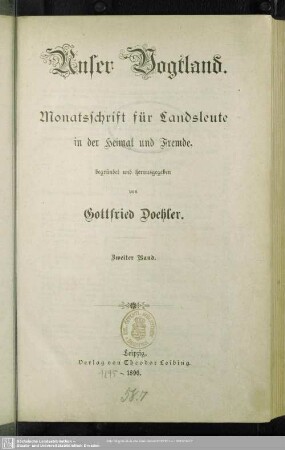 Unser Vogtland.
Monatsschrift für Landsleute
in der Heimat und Fremde.
Begründet und herausgegeben
von
Gottfried Doehler.
Zweiter Band.
Leipzig.
Verlag von Theodor Leibing.
1895 - 1896.